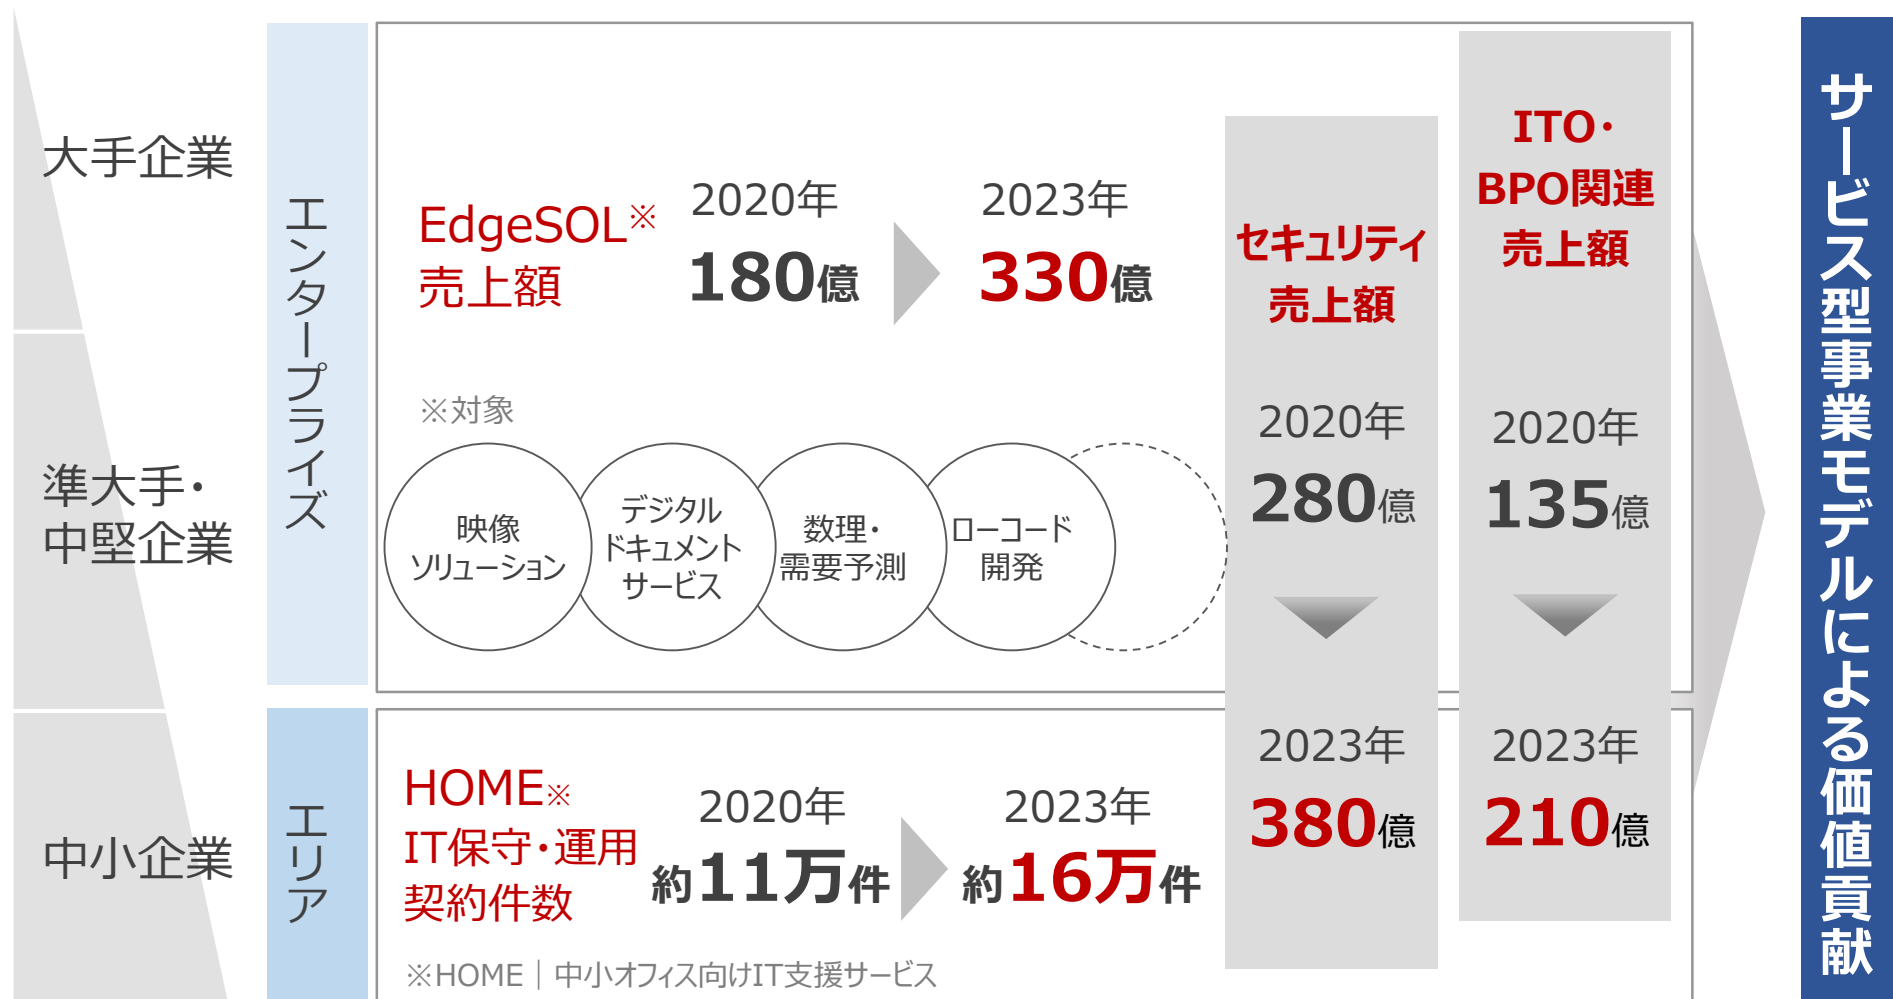 大手企業
準大手・
中堅企業
中小企業
エンタープライズ
エリア
EdgeSOL※
売上額
2020年
180億
2023年
330億
※対象
映像
ソリューション
デジタル
ドキュメント
サービス
数理・
需要予測
ローコード
開発
HOME※
IT保守・運用
契約件数
2020年
約11万件
2023年
約16万件
※HOME｜中小オフィス向けIT支援サービス
セキュリティ
売上額
2020年
280億
2023年
380億
ITO・
BPO関連
売上額
2020年
135億
2023年
210億
サービス型事業モデルによる価値貢献